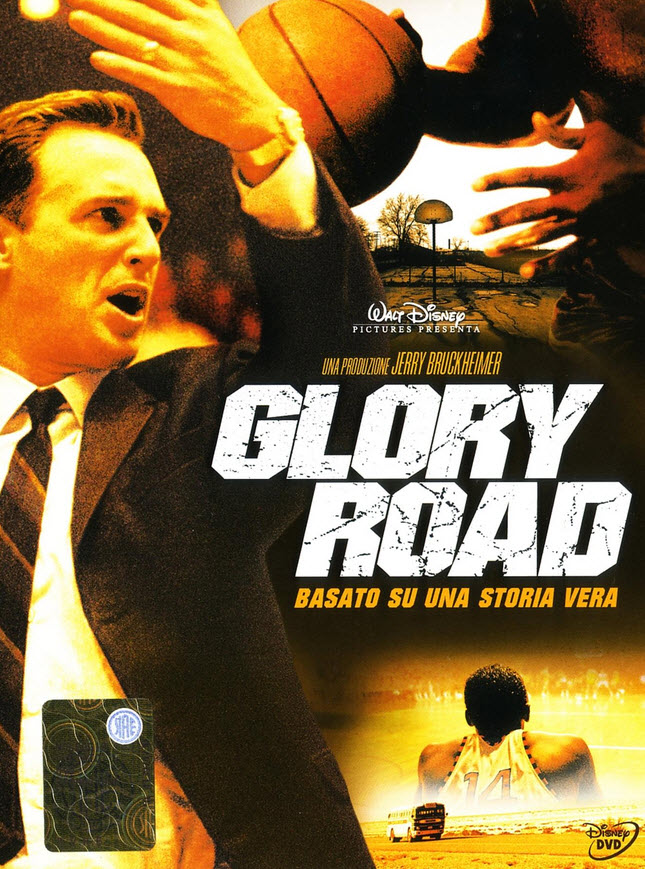 WALT DISNEY
PICTURES PRESENTA
UNA PRODUZIONE JERRY BRUCKHEIMER
GLORY
ROAD
BASATO SU UNA STORIA VERA
14
DISNEY
DVD